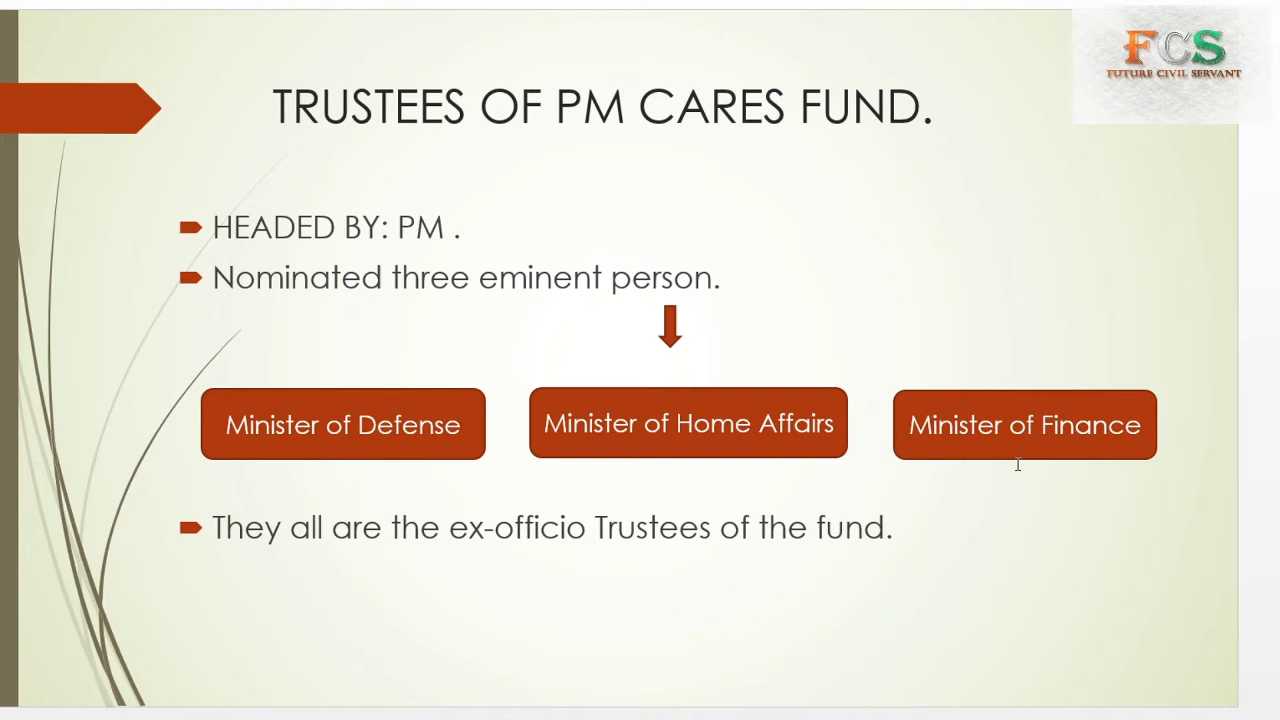 FCS
FUTURE CIVIL SERVANT
TRUSTEES OF PM CARES FUND.
HEADED BY: PM .
Nominated three eminent person.
Minister of Defense
Minister of Home Affairs
Minister of Finance
They all are the ex-officio Trustees of the fund.